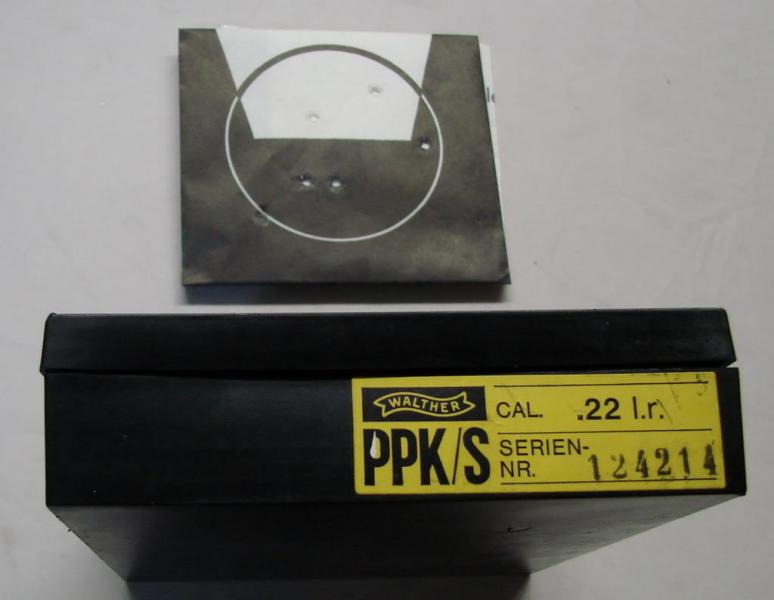 WALTHER
PPK/S
CAL. .22 l.r.
SERIEN-
NR. 124214